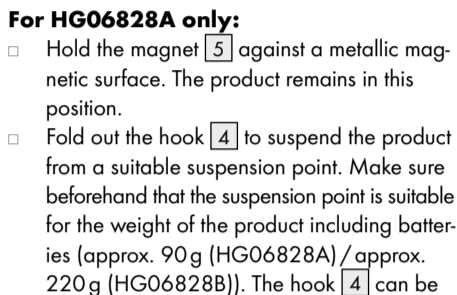 For HG06828A only:
□ Hold the magnet 5 against a metallic mag-
netic surface. The product remains in this
position.
□ Fold out the hook 4 to suspend the product
from a suitable suspension point. Make sure
beforehand that the suspension point is suitable
for the weight of the product including batter-
ies (approx. 90 g (HG06828A) / approx.
220 g (HG06828B)). The hook 4 can be